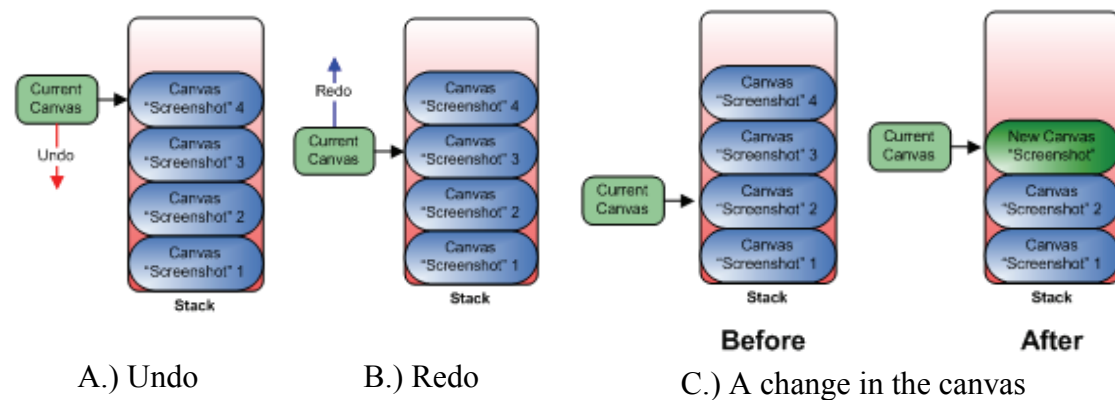 Current
Canvas
Undo
Canvas
"Screenshot" 4
Canvas
"Screenshot" 3
Canvas
"Screenshot" 2
Canvas
"Screenshot" 1
Stack
Redo
Current
Canvas
Canvas
"Screenshot" 4
Canvas
"Screenshot" 3
Canvas
"Screenshot" 2
Canvas
"Screenshot" 1
Stack
Current
Canvas
Canvas
"Screenshot" 4
Canvas
"Screenshot" 3
Canvas
"Screenshot" 2
Canvas
"Screenshot" 1
Stack
Before
Current
Canvas
New Canvas
"Screenshot"
Canvas
"Screenshot" 2
Canvas
"Screenshot" 1
Stack
After
A.) Undo
B.) Redo
C.) A change in the canvas